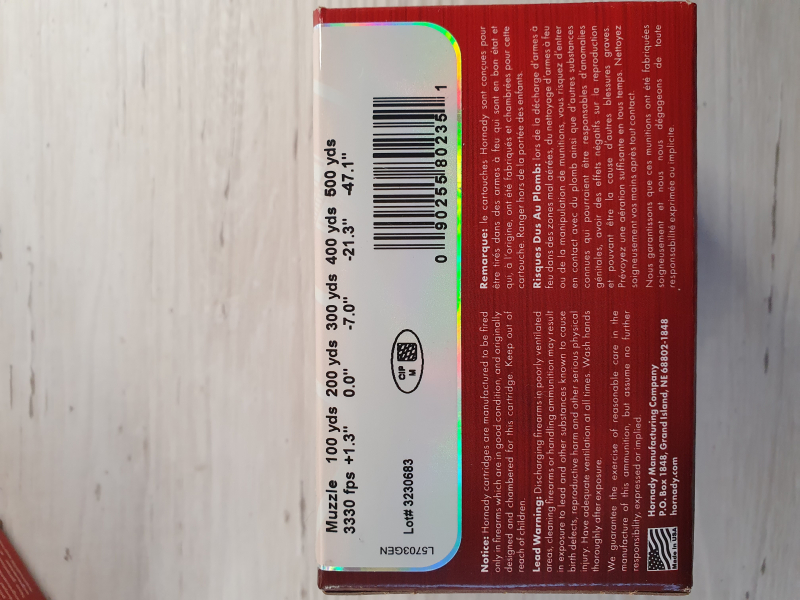 Muzzle 100 yds 200 yds 300 yds 400 yds 500 yds
3330 fps +1.3" 0.0" -7.0" -21.3" -47.1"
CIP
M
Lot# 3230683
0 90255 80235 1
L5703GEN
Notice: Hornady cartridges are manufactured to be fired
only in firearms which are in good condition, and originally
designed and chambered for this cartridge. Keep out of
reach of children.
Lead Warning: Discharging firearms in poorly ventilated
areas, cleaning firearms or handling ammunition may result
in exposure to lead and other substances known to cause
birth defects, reproductive harm and other serious physical
injury. Have adequate ventilation at all times. Wash hands
thoroughly after exposure.
We guarantee the exercise of reasonable care in the
manufacture of this ammunition, but assume no further
responsibility, expressed or implied.
Made in USA
Hornady Manufacturing Company
P.O. Box 1848, Grand Island, NE 68802-1848
hornady.com
Remarque: le cartouches Hornady sont conçues pour
être tirés dans des armes à feu qui sont en bon état et
qui, à l'origine, ont été fabriqués et chambrées pour cette
cartouche. Ranger hors de la portée des enfants.
Risques Dus Au Plomb: lors de la décharge d'armes à
feu dans des zones mal aérées, du nettoyage d'armes à feu
ou de la manipulation de munitions, vous risquez d'entrer
en contact avec du plomb ainsi que d'autres substances
connues qui pourraient être responsables d'anomalies
génitales, avoir des effets négatifs sur la reproduction
et pouvant être la cause d'autres blessures graves.
Prévoyez une aération suffisante en tous temps. Nettoyez
soigneusement vos mains après tout contact.
Nous garantissons que ces munitions ont été fabriquées
soigneusement et nous nous dégageons de toute
responsabilité exprimée ou implicite.